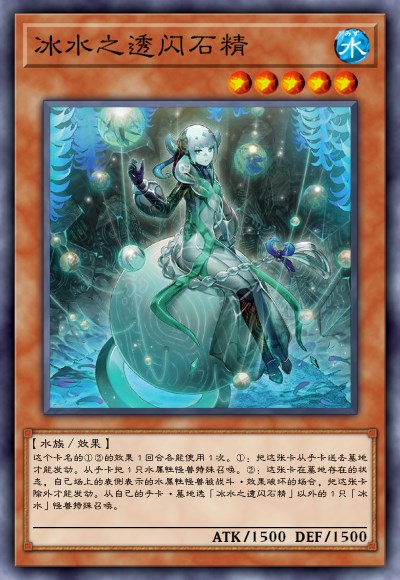 冰水之透闪石精
水
【水族／效果】
这个卡名的①②的效果1回合各能使用1次。①：把这张卡从手卡送去墓地
才能发动。从手卡把1只水属性怪兽特殊召唤。②：这张卡在墓地存在的状
态，自己场上的表侧表示的水属性怪兽被战斗·效果破坏的场合，把这张卡
除外才能发动。从自己的手卡·墓地选「冰水之透闪石精」以外的1只「冰
水」怪兽特殊召唤。
ATK/1500 DEF/1500